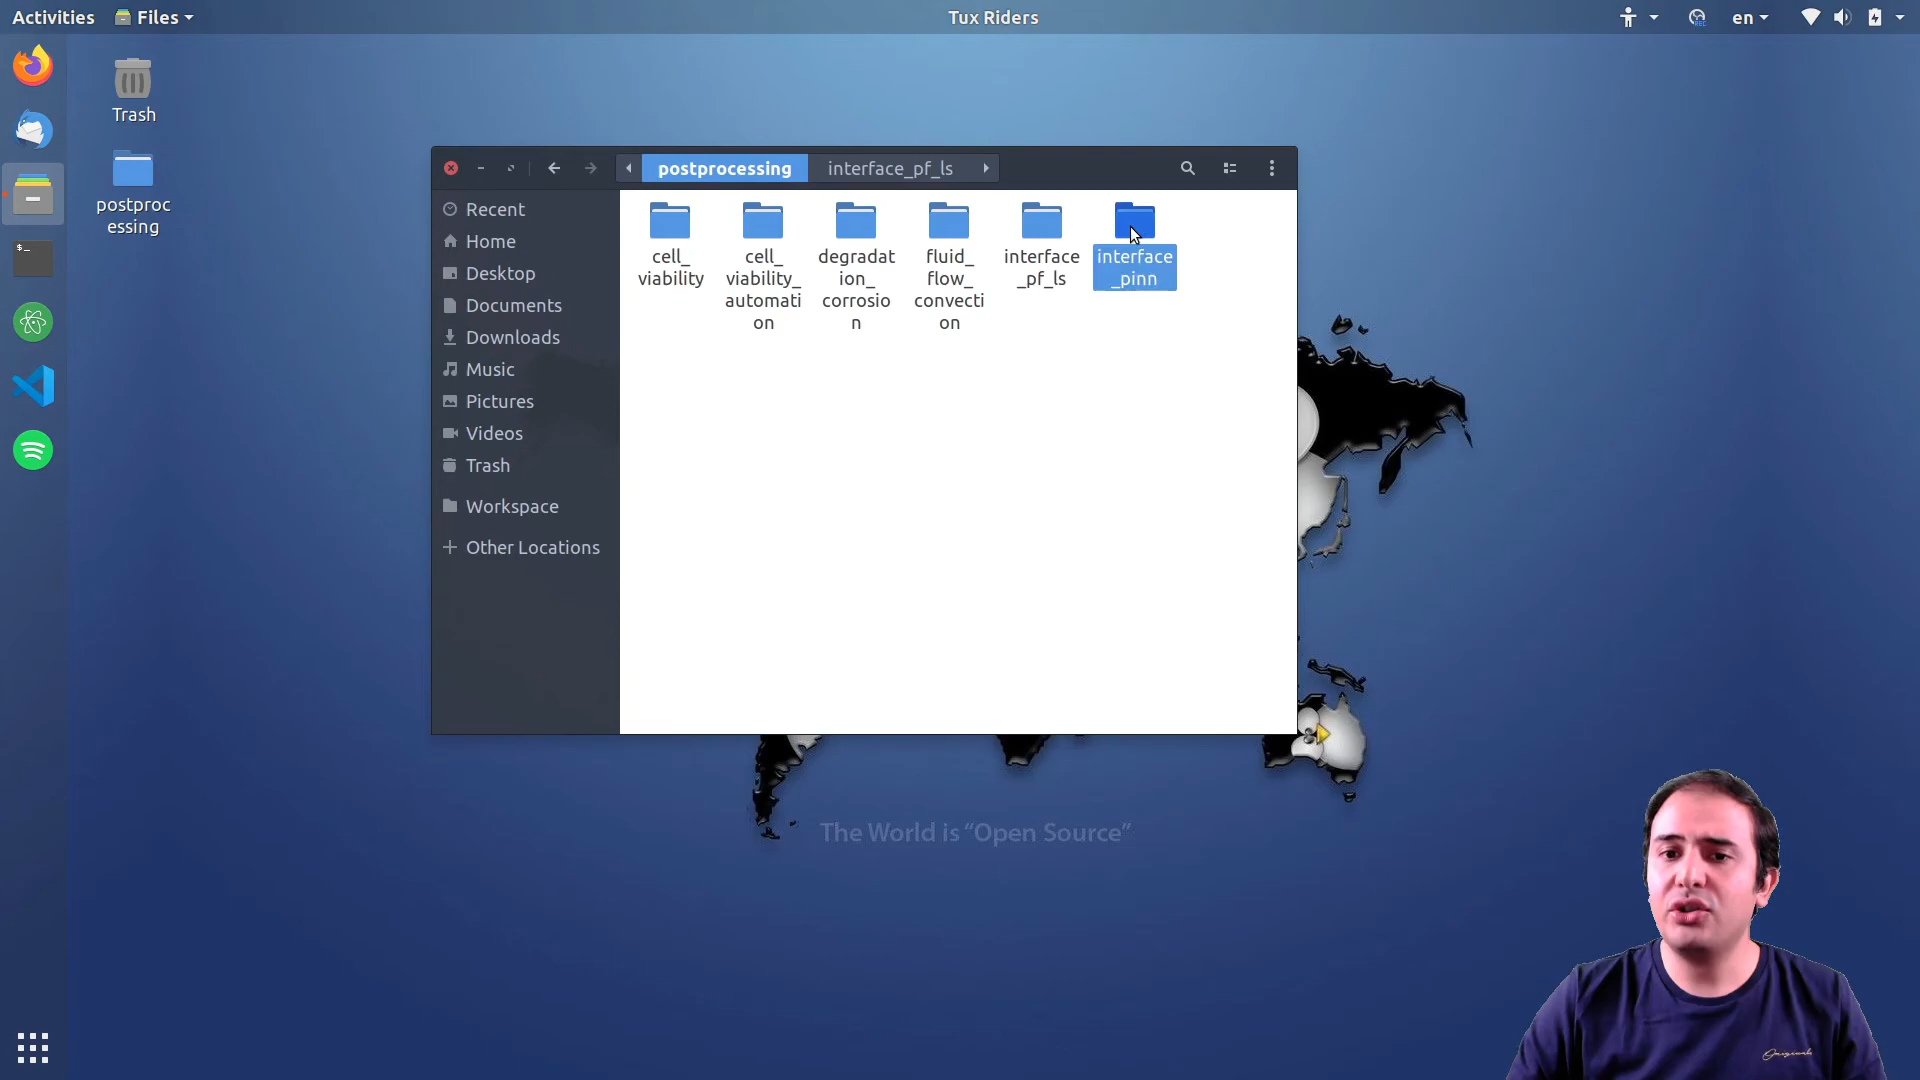 Activities
Files
Tux Riders
en
Trash
postproc
essing
postprocessing
interface_pf_ls
Recent
Home
Desktop
Documents
Downloads
Music
Pictures
Videos
Trash
Workspace
Other Locations
cell_
viability
cell_
viability_
automati
on
degradat
ion_
corrosio
n
fluid_
flow_
convecti
on
interface
_pf_ls
interface
_pinn
The World is “Open Source”
Originals